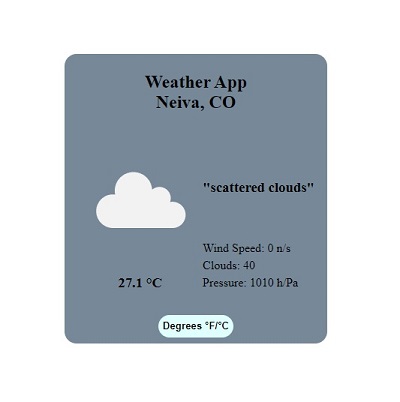 Weather App
Neiva, CO
"scattered clouds"
Wind Speed: 0 n/s
Clouds: 40
27.1 °C
Pressure: 1010 h/Pa
Degrees °F/°C